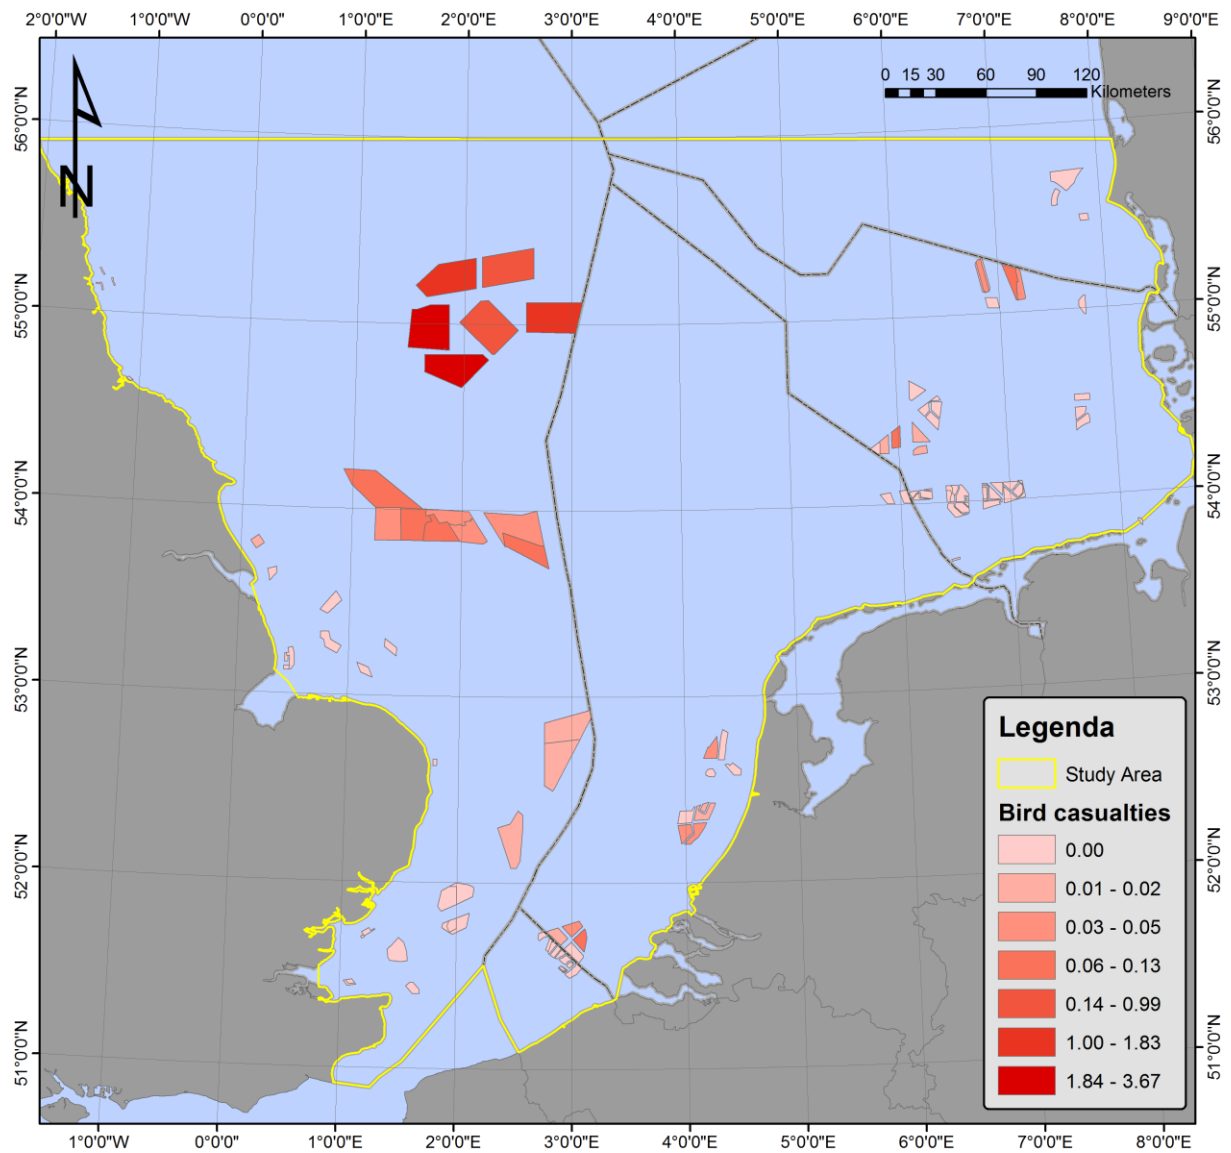 2°0'0"W 1°0'0"W 0°0'0" 1°0'0"E 2°0'0"E 3°0'0"E 4°0'0"E 5°0'0"E 6°0'0"E 7°0'0"E 8°0'0"E 9°0'0"E
0 15 30 60 90 120
Kilometers
N
56°0'0"N 56°0'0"N
55°0'0"N 55°0'0"N
54°0'0"N 54°0'0"N
53°0'0"N 53°0'0"N
52°0'0"N 52°0'0"N
51°0'0"N 51°0'0"N
Legenda
Study Area
Bird casualties
0.00
0.01 - 0.02
0.03 - 0.05
0.06 - 0.13
0.14 - 0.99
1.00 - 1.83
1.84 - 3.67
1°0'0"W 0°0'0" 1°0'0"E 2°0'0"E 3°0'0"E 4°0'0"E 5°0'0"E 6°0'0"E 7°0'0"E 8°0'0"E